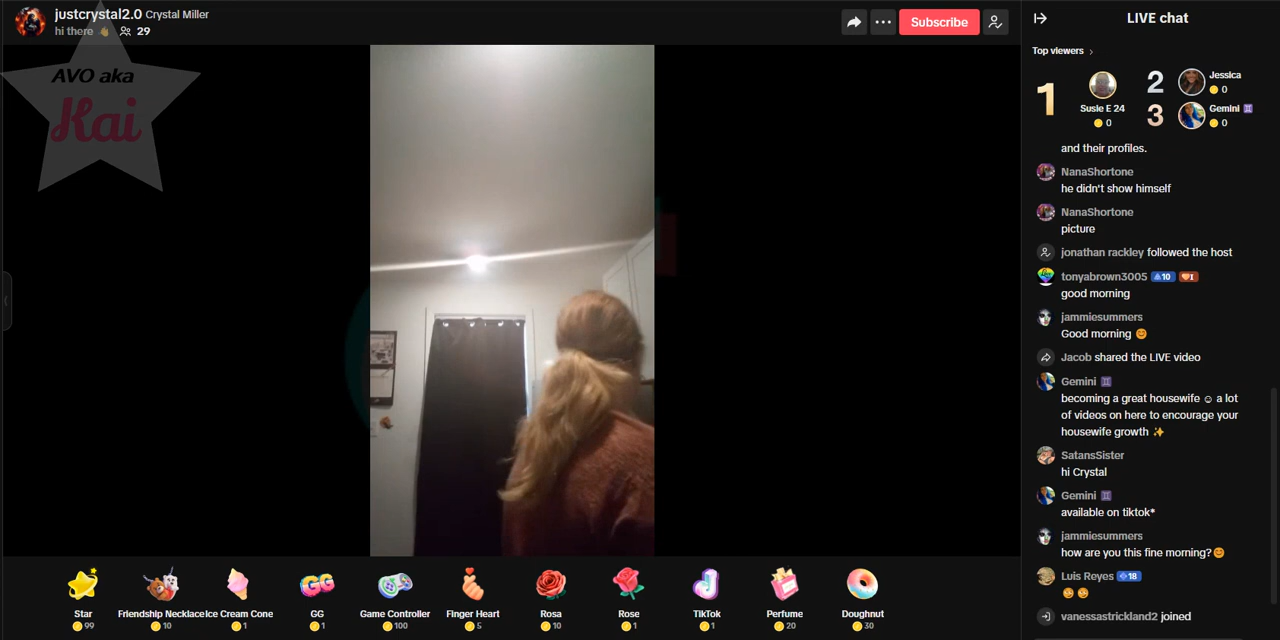 justcrystal2.0 Crystal Miller
hi there 👋 29
Subscribe
AVO aka
Kai
LIVE chat
Top viewers
1
Susie E 24
0
2
Jessica
0
3
Gemini ♊
0
and their profiles.
NanaShortone
he didn't show himself
NanaShortone
picture
jonathan rackley followed the host
tonyabrown3005 10 I
good morning
jammiesummers
Good morning 😊
Jacob shared the LIVE video
Gemini ♊
becoming a great housewife ☺ a lot
of videos on here to encourage your
housewife growth ✨
SatansSister
hi Crystal
Gemini ♊
available on tiktok*
jammiesummers
how are you this fine morning?😊
Luis Reyes 18
vanessastrickland2 joined
Star
99
Friendship Necklace
10
Ice Cream Cone
1
GG
GG
1
Game Controller
100
Finger Heart
5
Rosa
10
Rose
1
TikTok
1
Perfume
20
Doughnut
30